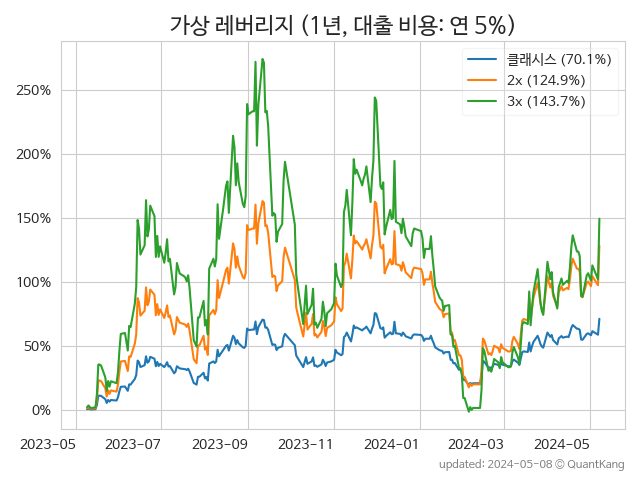 가상 레버리지 (1년, 대출 비용: 연 5%)
클래시스 (70.1%)
2x (124.9%)
3x (143.7%)
250%
200%
150%
100%
50%
0%
2023-05 2023-07 2023-09 2023-11 2024-01 2024-03 2024-05
updated: 2024-05-08 © QuantKang